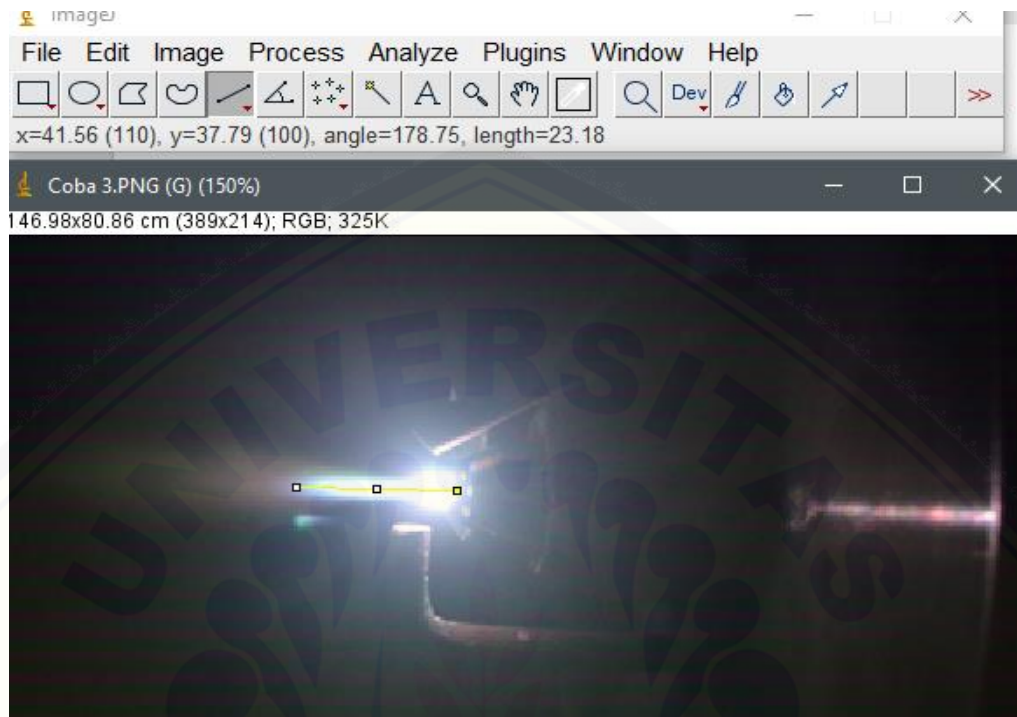 ImageJ
File Edit Image Process Analyze Plugins Window Help
A Dev >>
x=41.56 (110), y=37.79 (100), angle=178.75, length=23.18
Coba 3.PNG (G) (150%)
146.98x80.86 cm (389x214); RGB; 325K
UNIVERSITAS